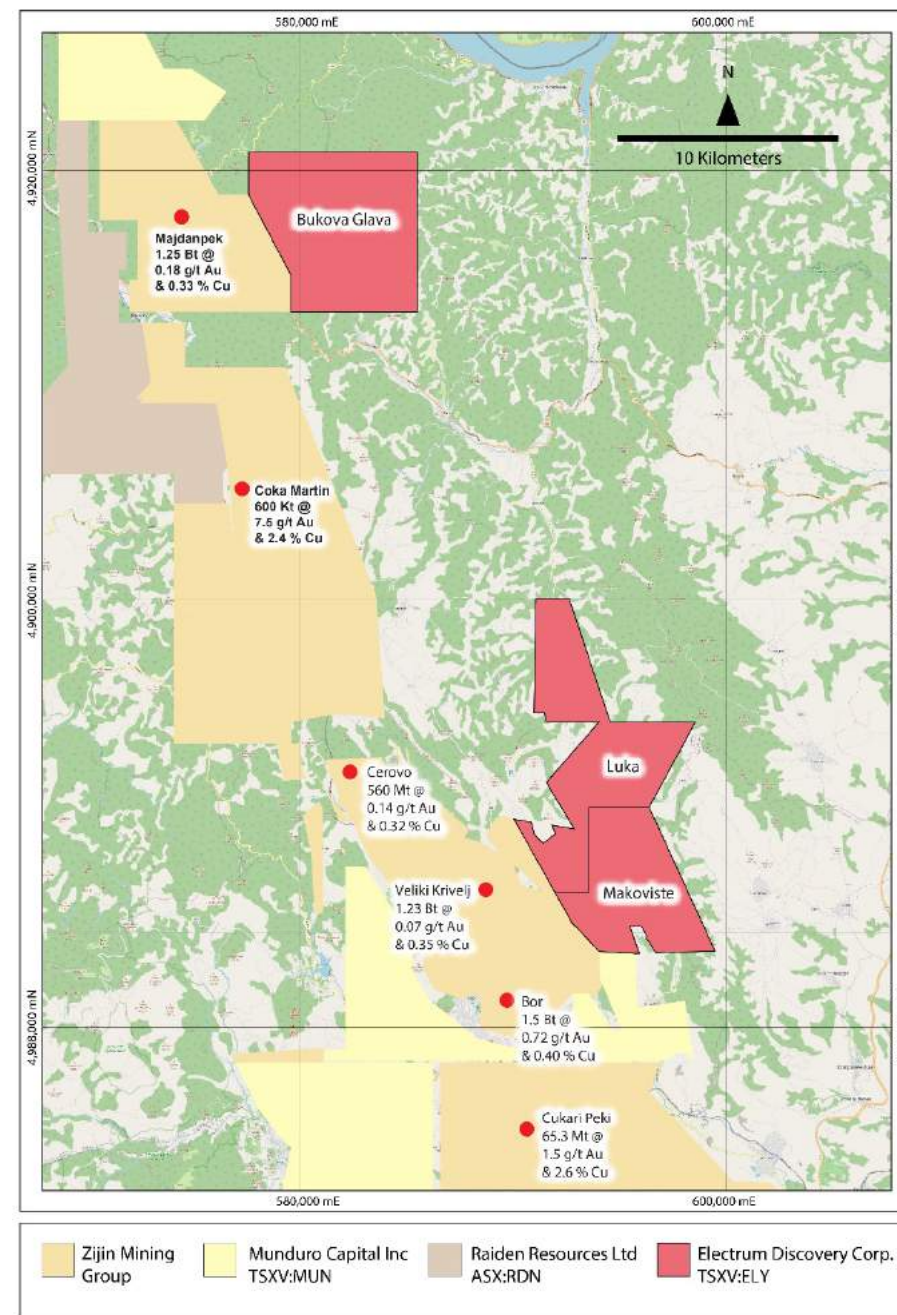 580,000 mE
600,000 mE
N
10 Kilometers
4,920,000 mN
Bukova Glava
Majdanpek
1.25 Bt @
0.18 g/t Au
& 0.33 % Cu
Coka Martin
600 Kt @
7.5 g/t Au
& 2.4 % Cu
4,900,000 mN
Luka
Cerovo
560 Mt @
0.14 g/t Au
& 0.32 % Cu
Makoviste
Veliki Krivelj
1.23 Bt @
0.07 g/t Au
& 0.35 % Cu
Bor
1.5 Bt @
0.72 g/t Au
& 0.40 % Cu
4,988,000 mN
Cukari Peki
65.3 Mt @
1.5 g/t Au
& 2.6 % Cu
580,000 mE
600,000 mE
Zijin Mining
Group
Munduro Capital Inc
TSXV:MUN
Raiden Resources Ltd
ASX:RDN
Electrum Discovery Corp.
TSXV:ELY